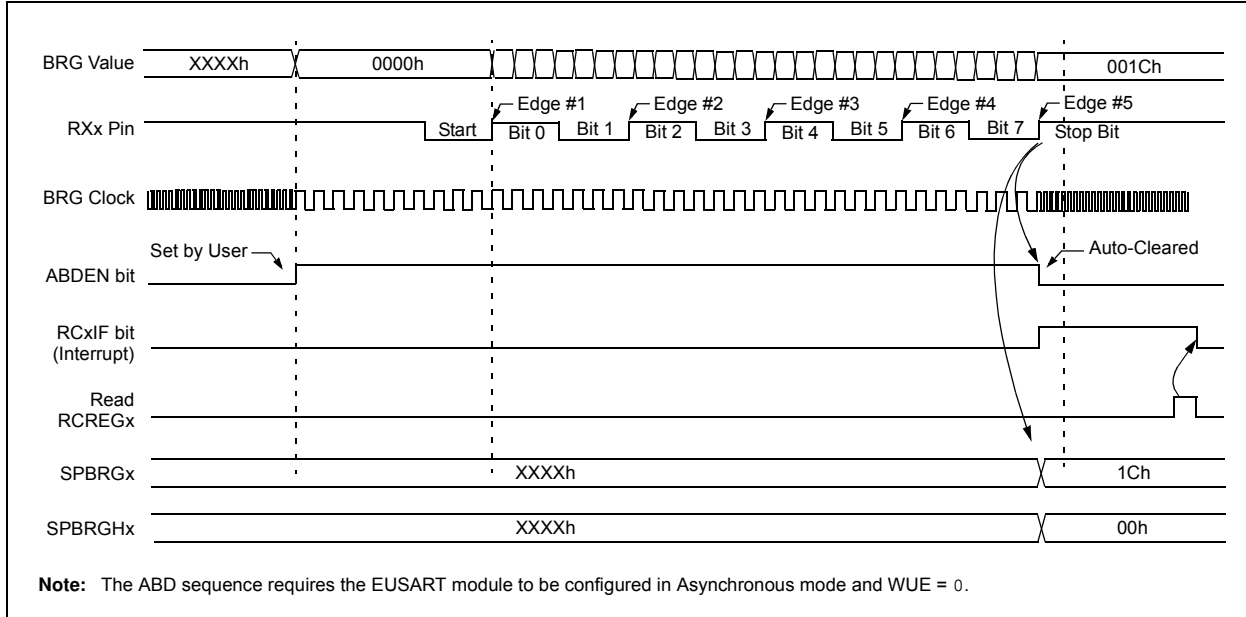 BRG Value XXXXh 0000h 001Ch
Edge #1 Edge #2 Edge #3 Edge #4 Edge #5
RXx Pin Start Bit 0 Bit 1 Bit 2 Bit 3 Bit 4 Bit 5 Bit 6 Bit 7 Stop Bit
BRG Clock
Set by User Auto-Cleared
ABDEN bit
RCxIF bit
(Interrupt)
Read
RCREGx
SPBRGx XXXXh 1Ch
SPBRGHx XXXXh 00h
Note: The ABD sequence requires the EUSART module to be configured in Asynchronous mode and WUE = 0.